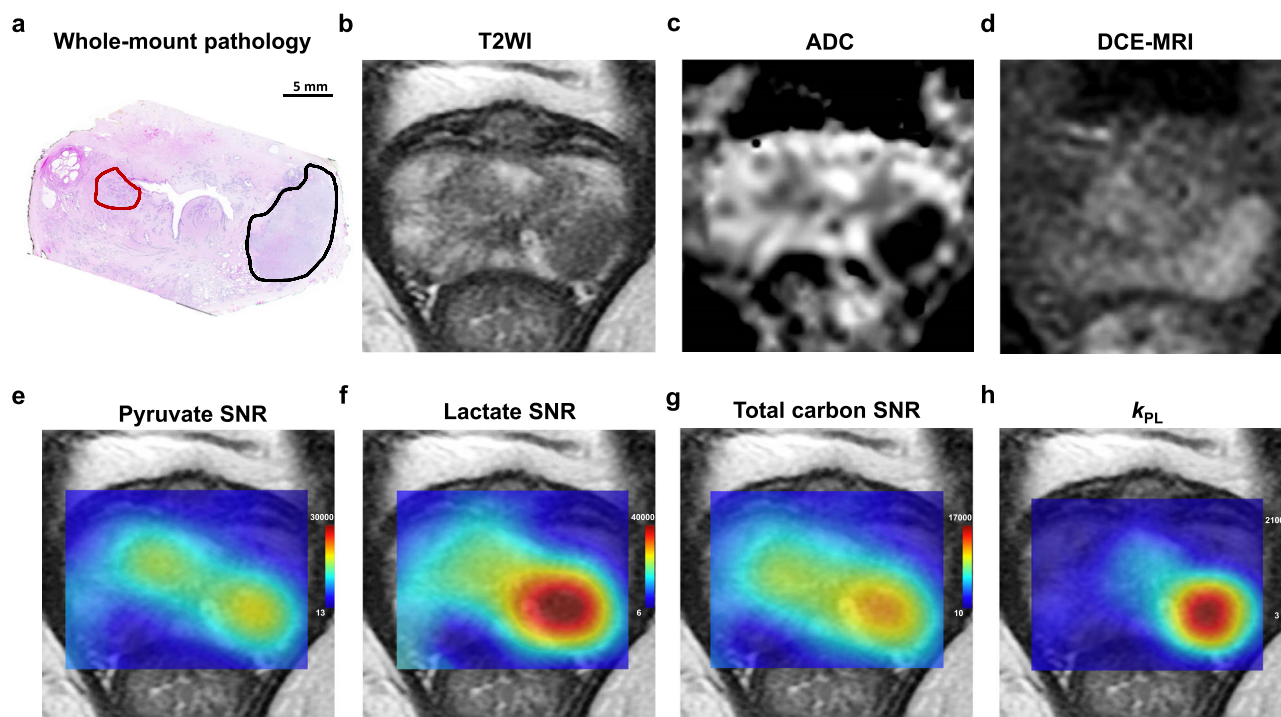 a
Whole-mount pathology
5 mm
b
T2WI
c
ADC
d
DCE-MRI
e
Pyruvate SNR
30000
13
f
Lactate SNR
40000
6
g
Total carbon SNR
17000
10
h
kPL
2100
3